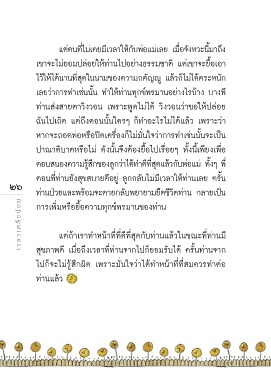 แต่คนที่ไม่เคยมีเวลาให้กับพ่อแม่เลย เมื่อจังหวะนี้มาถึง
เขาจะไม่ยอมปล่อยให้ท่านไปอย่างธรรมชาติ แต่เขาจะยื้อเอา
ไว้ให้ได้นานที่สุดในนามของความกตัญญู แล้วก็ไม่ได้ตระหนัก
เลยว่าการทำเช่นนั้น ทำให้ท่านทุกข์ทรมานอย่างไรบ้าง บางที
ท่านส่งสายตาวิงวอน เพราะพูดไม่ได้ วิงวอนว่าขอให้ปล่อย
ฉันไปเถิด แต่ถึงตอนนั้นใครๆ ก็ทำอะไรไม่ได้แล้ว เพราะว่า
หากจะถอดท่อหรือปิดเครื่องก็ไม่มั่นใจว่าการทำเช่นนั้นจะเป็น
ปาณาติบาตหรือไม่ ดังนั้นจึงต้องยื้อไปเรื่อยๆ ทั้งนี้เพียงเพื่อ
ตอบสนองความรู้สึกของลูกว่าได้ทำดีที่สุดแล้วกับพ่อแม่ ทั้งๆ ที่
ตอนที่ท่านยังสุขสบายดีอยู่ ลูกกลับไม่มีเวลาให้ท่านเลย ครั้น
ท่านป่วยและพร้อมจะตายกลับพยายามยืดชีวิตท่าน กลายเป็น
การเพิ่มหรือยื้อความทุกข์ทรมานของท่าน
แต่ถ้าเราทำหน้าที่ที่ดีที่สุดกับท่านแล้วในขณะที่ท่านมี
สุขภาพดี เมื่อถึงเวลาที่ท่านจากไปก็ยอมรับได้ ครั้นท่านจาก
ไปก็จะไม่รู้สึกผิด เพราะมั่นใจว่าได้ทำหน้าที่ที่สมควรทำต่อ
ท่านแล้ว
๒๖
เวลาเหลือน้อย